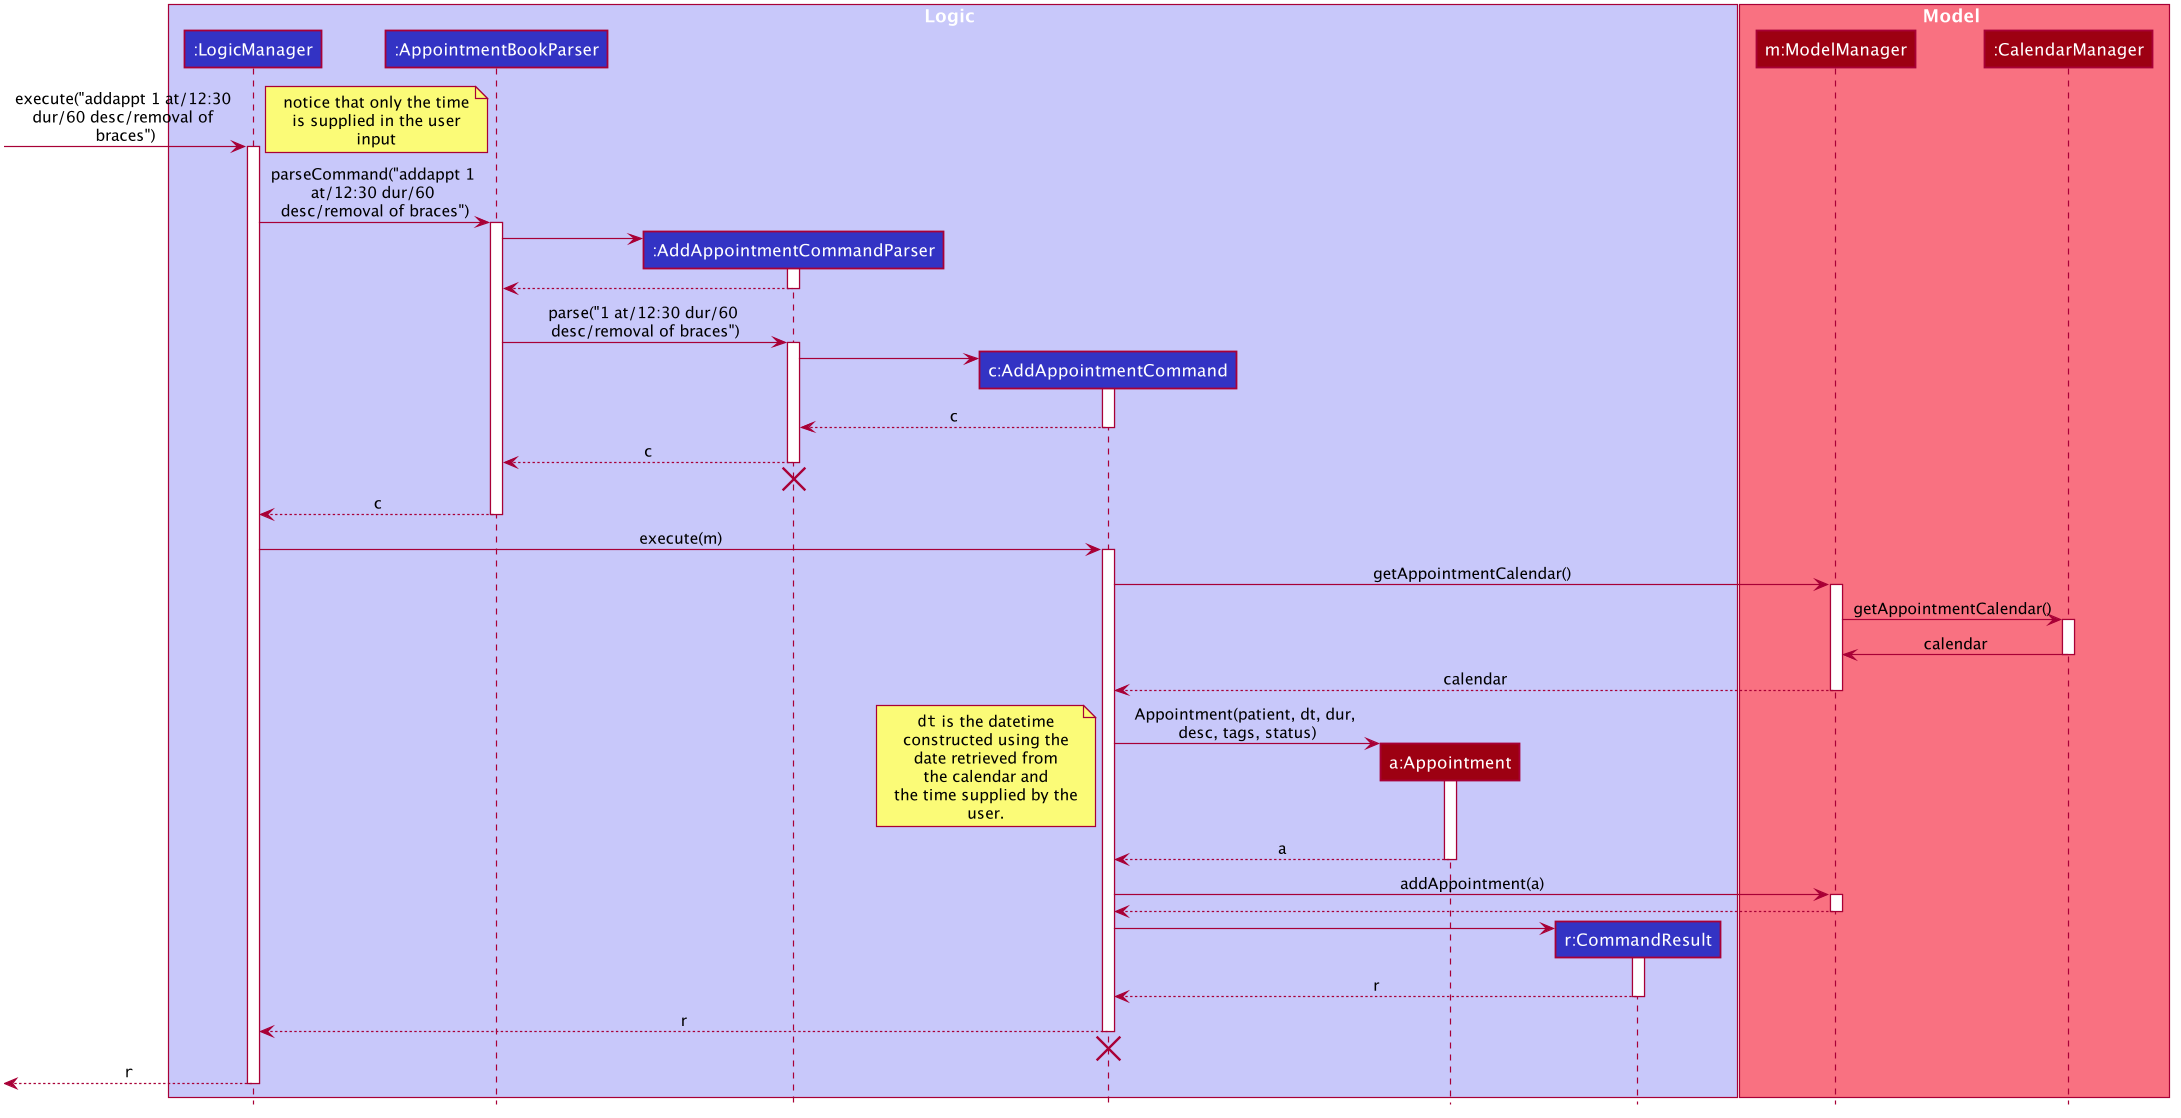 Logic
Model
:LogicManager
:AppointmentBookParser
m:ModelManager
:CalendarManager
execute("addappt 1 at/12:30
dur/60 desc/removal of
braces")
notice that only the time
is supplied in the user
input
parseCommand("addappt 1
at/12:30 dur/60
desc/removal of braces")
:AddAppointmentCommandParser
parse("1 at/12:30 dur/60
desc/removal of braces")
c:AddAppointmentCommand
c
c
c
execute(m)
getAppointmentCalendar()
getAppointmentCalendar()
calendar
calendar
dt is the datetime
constructed using the
date retrieved from
the calendar and
the time supplied by the
user.
Appointment(patient, dt, dur,
desc, tags, status)
a:Appointment
a
addAppointment(a)
r:CommandResult
r
r
r